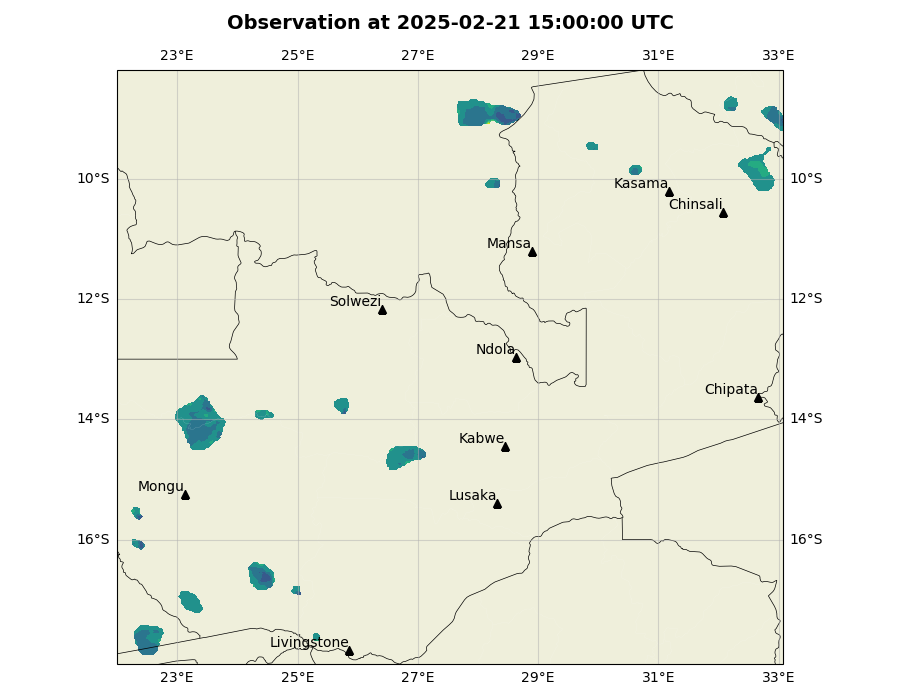 Observation at 2025-02-21 15:00:00 UTC
23°E 25°E 27°E 29°E 31°E 33°E
10°S 10°S
Kasama
Chinsali
Mansa
12°S 12°S
Solwezi
Ndola
Chipata
14°S 14°S
Kabwe
Mongu
Lusaka
16°S 16°S
Livingstone
23°E 25°E 27°E 29°E 31°E 33°E